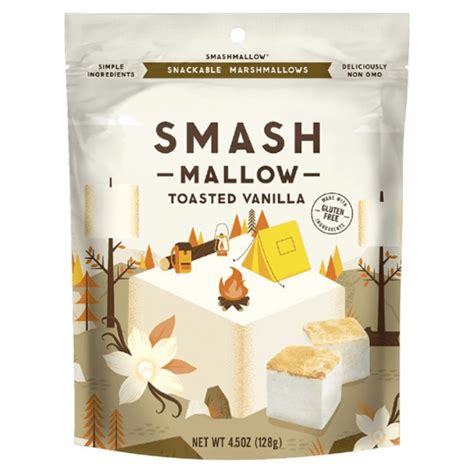 SMASHMALLOW™
SNACKABLE MARSHMALLOWS
SIMPLE
INGREDIENTS
DELICIOUSLY
NON GMO
SMASH
MALLOW
TOASTED VANILLA
MADE WITH
GLUTEN
FREE
INGREDIENTS
NET WT 4.5OZ (128g)